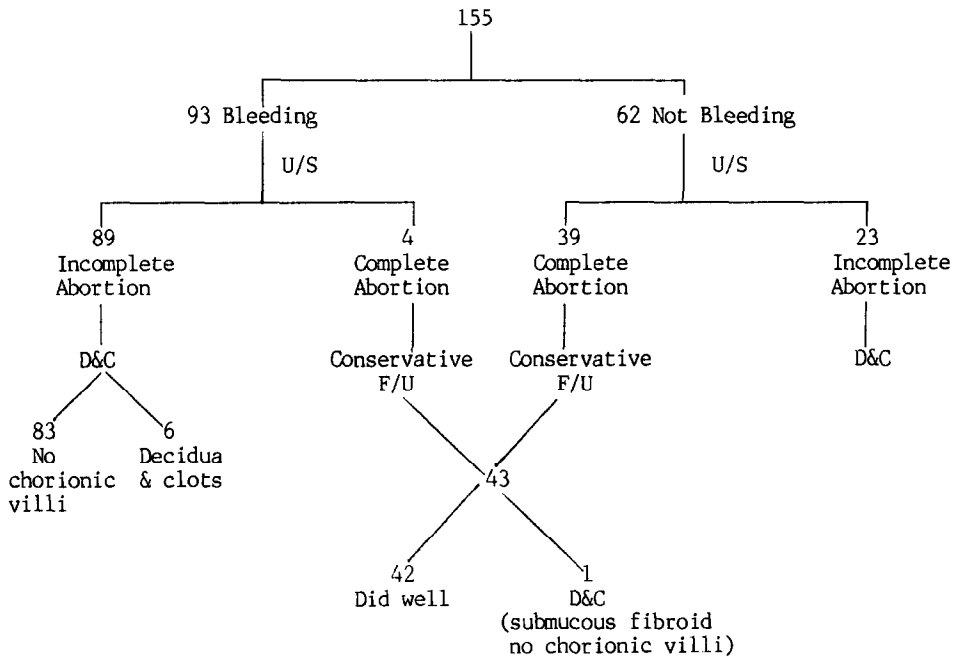 155
93 Bleeding
62 Not Bleeding
U/S
U/S
89
Incomplete
Abortion
4
Complete
Abortion
39
Complete
Abortion
23
Incomplete
Abortion
D&C
Conservative
F/U
Conservative
F/U
D&C
83
No
chorionic
villi
6
Decidua
& clots
43
42
Did well
1
D&C
(submucous fibroid
no chorionic villi)